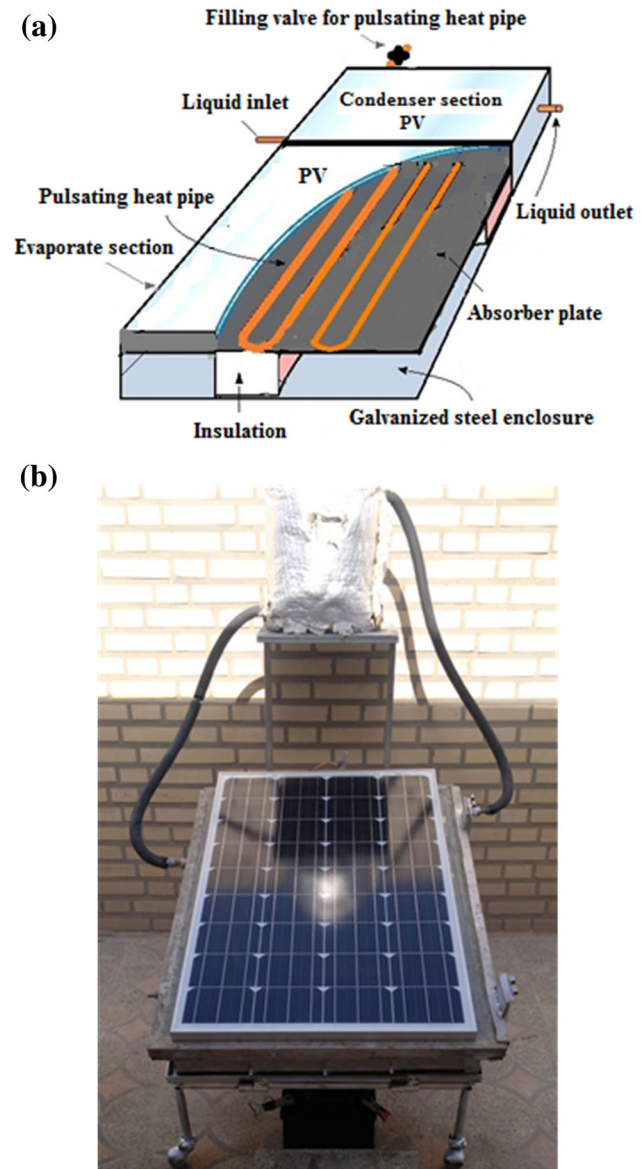 (a)
Filling valve for pulsating heat pipe
Condenser section
PV
Liquid inlet
PV
Pulsating heat pipe
Liquid outlet
Evaporate section
Absorber plate
Galvanized steel enclosure
Insulation
(b)